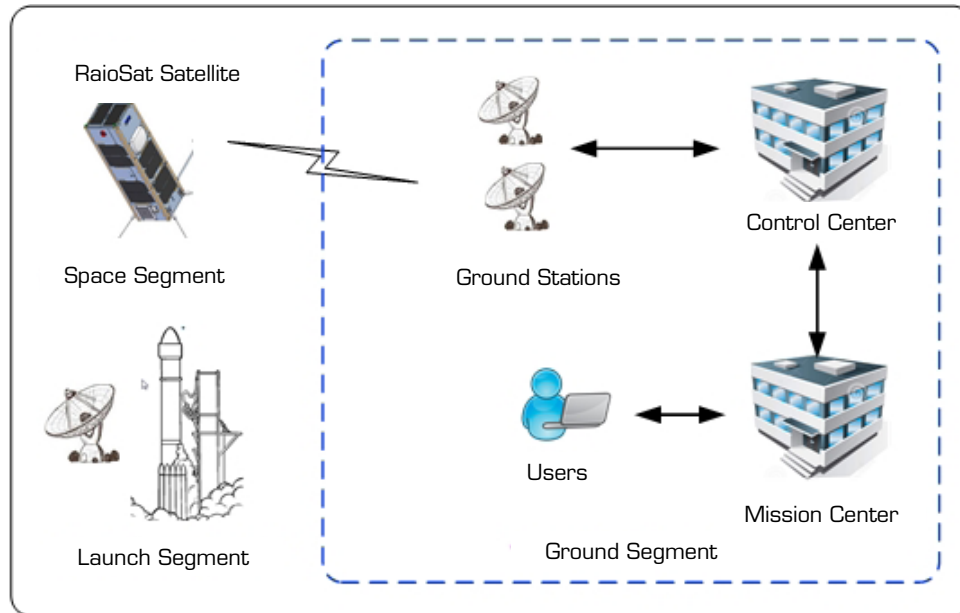 RaioSat Satellite
Space Segment
Launch Segment
Ground Stations
Control Center
Users
Mission Center
Ground Segment